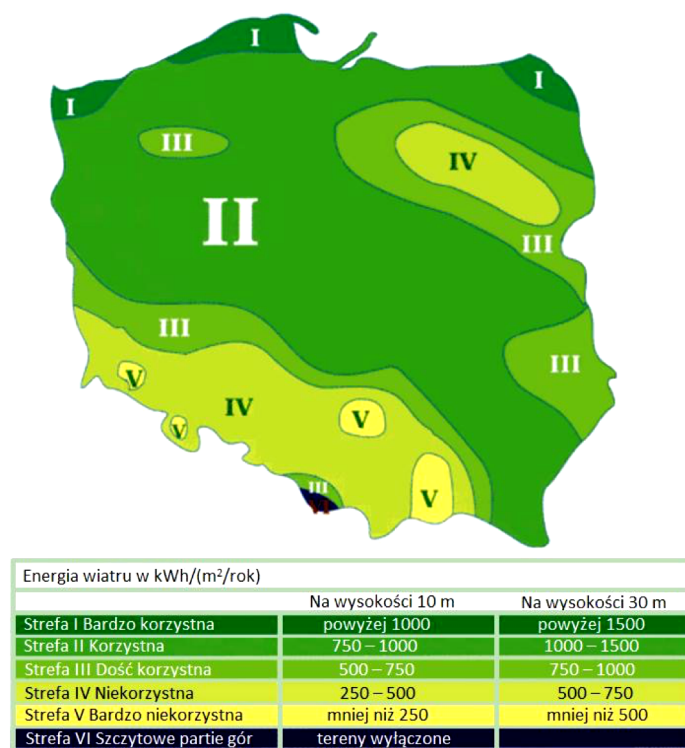 I
I
I
III
IV
II
III
III
III
V
IV
V
V
III
VI
V
Energia wiatru w kWh/(m²/rok)
Na wysokości 10 m Na wysokości 30 m
Strefa I Bardzo korzystna powyżej 1000 powyżej 1500
Strefa II Korzystna 750 – 1000 1000 – 1500
Strefa III Dość korzystna 500 – 750 750 – 1000
Strefa IV Niekorzystna 250 – 500 500 – 750
Strefa V Bardzo niekorzystna mniej niż 250 mniej niż 500
Strefa VI Szczytowe partie gór tereny wyłączone